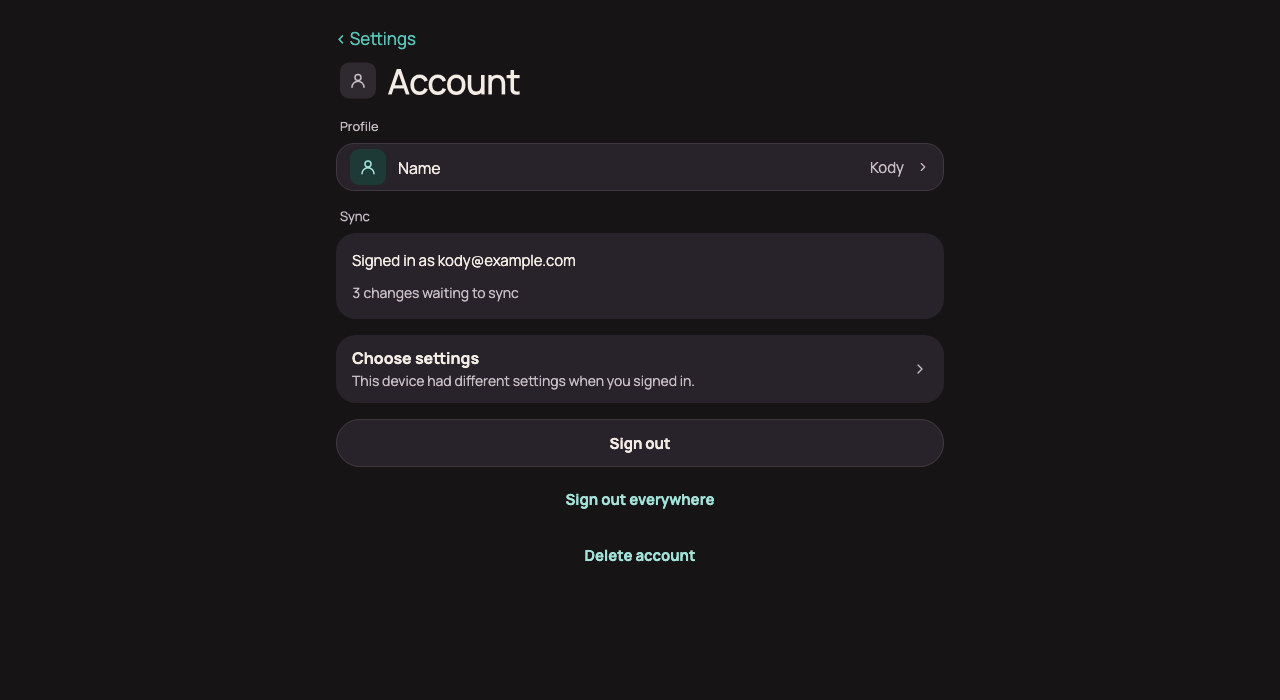 Settings
Account
Profile
Name
Kody
Sync
Signed in as kody@example.com
3 changes waiting to sync
Choose settings
This device had different settings when you signed in.
Sign out
Sign out everywhere
Delete account